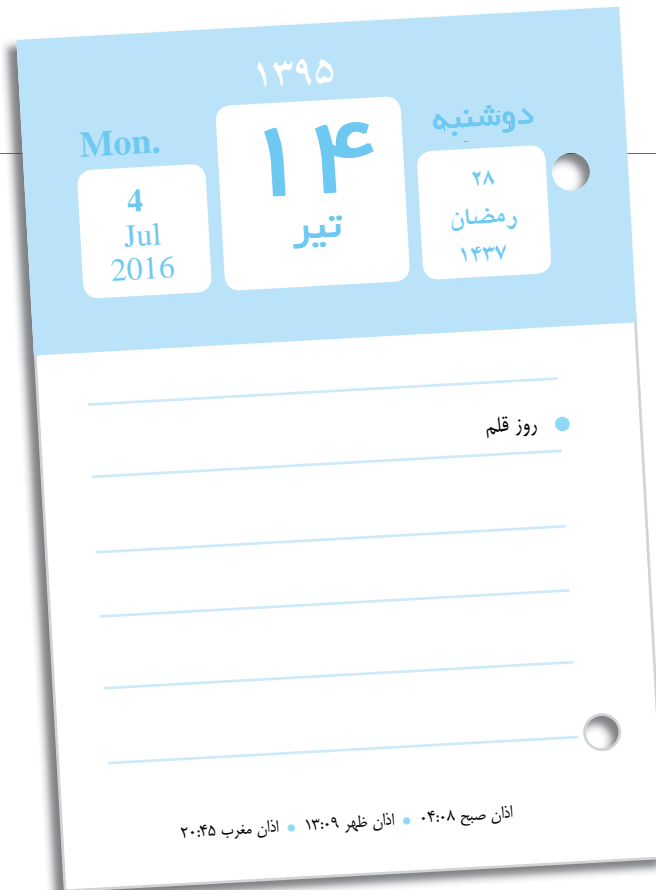 ۱۳۹۵
دوشنبه
۲۸
رمضان
۱۴۳۷
۱۴
تیر
Mon.
4
Jul
2016
روز قلم
اذان صبح ۰۴:۰۸ • اذان ظهر ۱۳:۰۹ • اذان مغرب ۲۰:۴۵